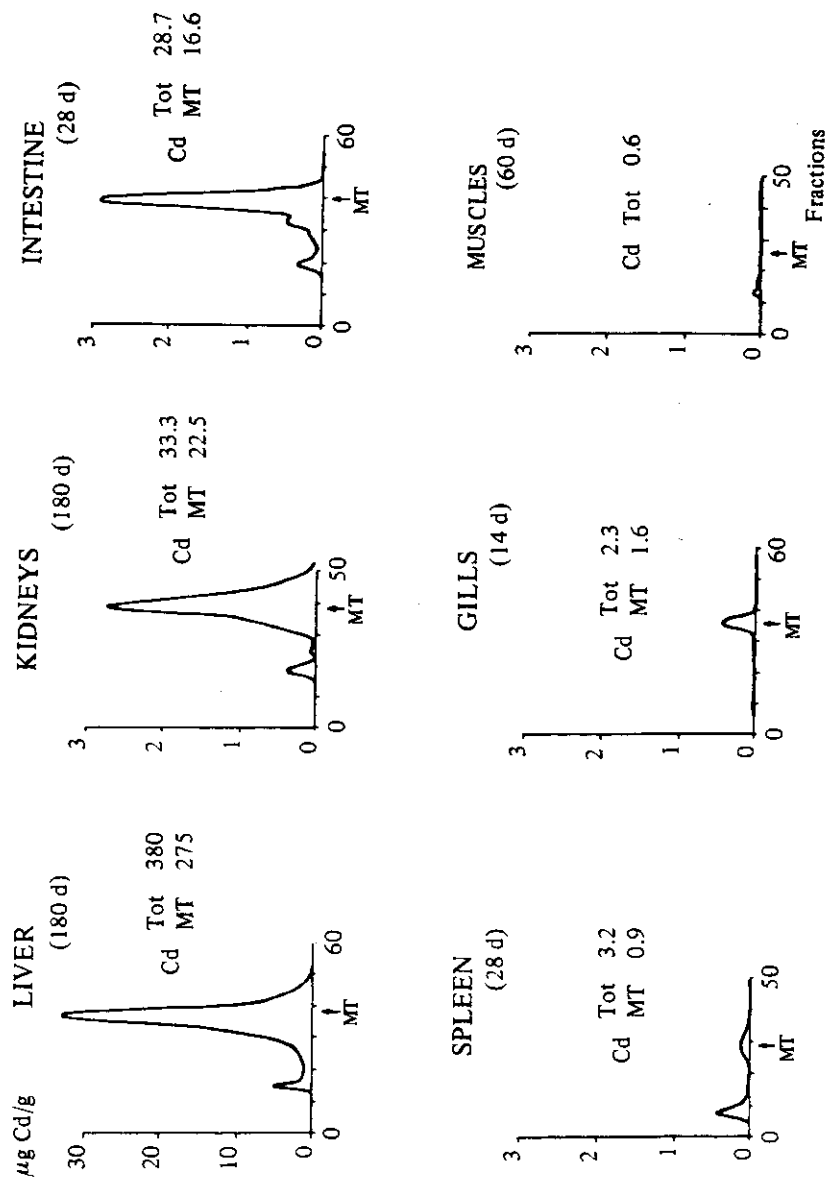 µg Cd/g
LIVER
(180 d)
30
20
10
0
Cd Tot 380
MT 275
0
MT
60
KIDNEYS
(180 d)
3
2
1
0
Cd Tot 33.3
MT 22.5
0
MT
50
INTESTINE
(28 d)
3
2
1
0
Cd Tot 28.7
MT 16.6
0
MT
60
SPLEEN
(28 d)
3
2
1
0
Cd Tot 3.2
MT 0.9
0
MT
50
GILLS
(14 d)
3
2
1
0
Cd Tot 2.3
MT 1.6
0
MT
60
MUSCLES
(60 d)
3
2
1
0
Cd Tot 0.6
0
MT
50
Fractions